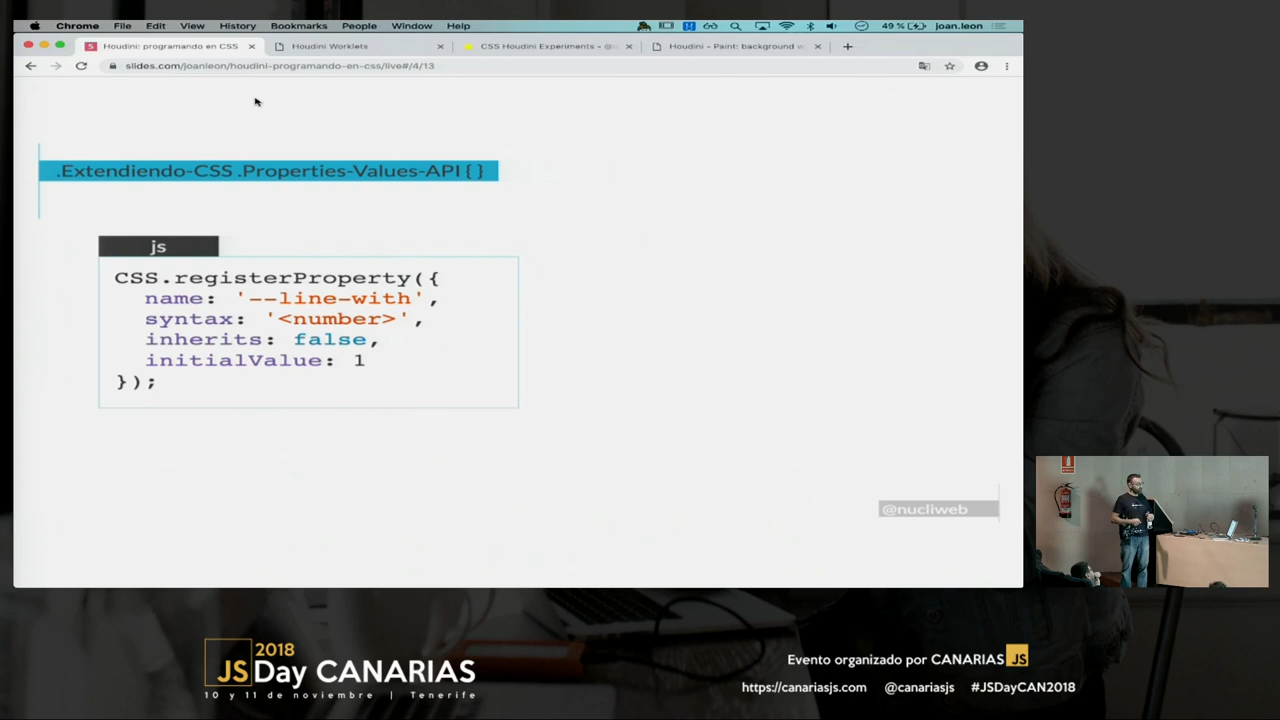 Chrome File Edit View History Bookmarks People Window Help 49 % joan.leon
Houdini: programando en CSS
Houdini Worklets
CSS Houdini Experiments - @
Houdini - Paint: background w
slides.com/joanleon/houdini-programando-en-css/live#/4/13
.Extendiendo-CSS .Properties-Values-API { }
js
CSS.registerProperty({
name: '--line-with',
syntax: '<number>',
inherits: false,
initialValue: 1
});
@nucliweb
2018
JSDay CANARIAS
10 y 11 de noviembre | Tenerife
Evento organizado por CANARIAS JS
https://canariasjs.com @canariasjs #JSDayCAN2018